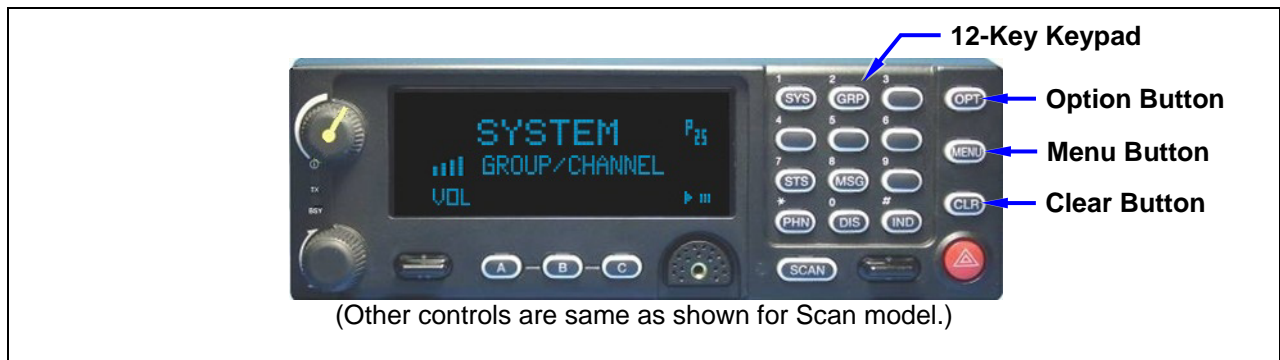 12-Key Keypad
Option Button
Menu Button
Clear Button
1 2 3
SYS GRP OPT
4 5 6
MENU
7 8 9
STS MSG CLR
* 0 #
PHN DIS IND
SYSTEM P25
GROUP/CHANNEL
VOL
TX
BSY
A B C
SCAN
(Other controls are same as shown for Scan model.)